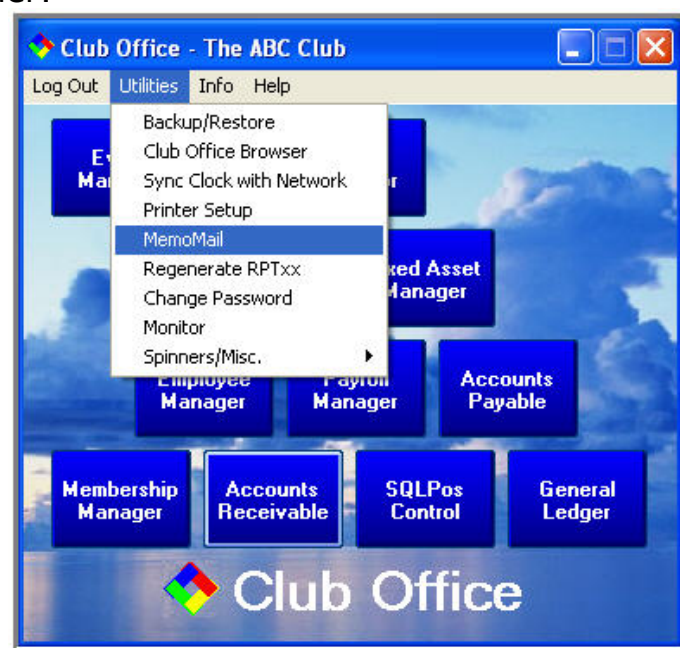 Club Office - The ABC Club
Log Out Utilities Info Help
Backup/Restore
Club Office Browser
Sync Clock with Network
Printer Setup
MemoMail
Regenerate RPTxx
Change Password
Monitor
Spinners/Misc.
Asset
Manager
Employee
Manager
Payroll
Manager
Accounts
Payable
Membership
Manager
Accounts
Receivable
SQLPos
Control
General
Ledger
Club Office